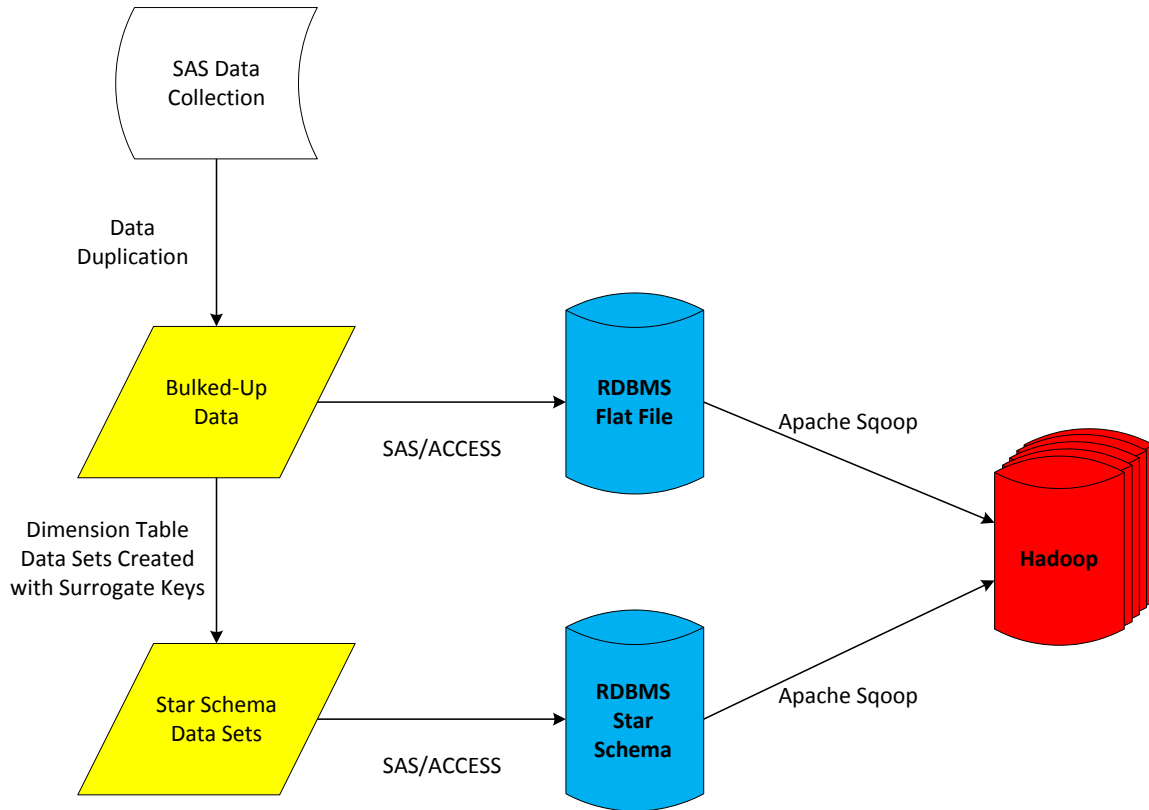 SAS Data
Collection
Data
Duplication
Bulked-Up
Data
SAS/ACCESS
RDBMS
Flat File
Apache Sqoop
Dimension Table
Data Sets Created
with Surrogate Keys
Hadoop
Star Schema
Data Sets
SAS/ACCESS
RDBMS
Star
Schema
Apache Sqoop